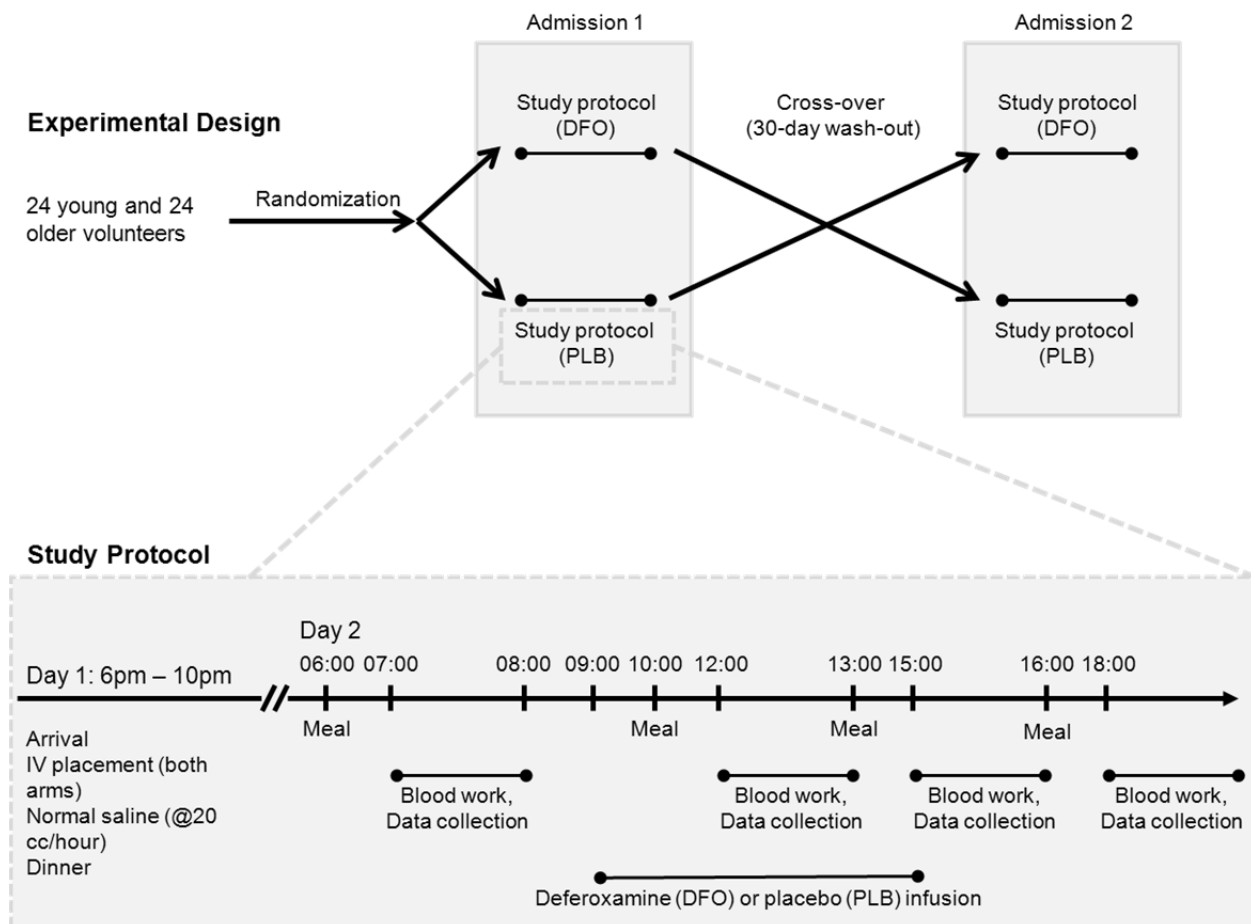 Admission 1
Admission 2
Experimental Design
24 young and 24
older volunteers
Randomization
Study protocol
(DFO)
Cross-over
(30-day wash-out)
Study protocol
(DFO)
Study protocol
(PLB)
Study protocol
(PLB)
Study Protocol
Day 1: 6pm – 10pm
Day 2
06:00 07:00 08:00 09:00 10:00 12:00 13:00 15:00 16:00 18:00
Meal Meal Meal Meal
Arrival
IV placement (both
arms)
Normal saline (@20
cc/hour)
Dinner
Blood work,
Data collection
Blood work,
Data collection
Blood work,
Data collection
Blood work,
Data collection
Deferoxamine (DFO) or placebo (PLB) infusion